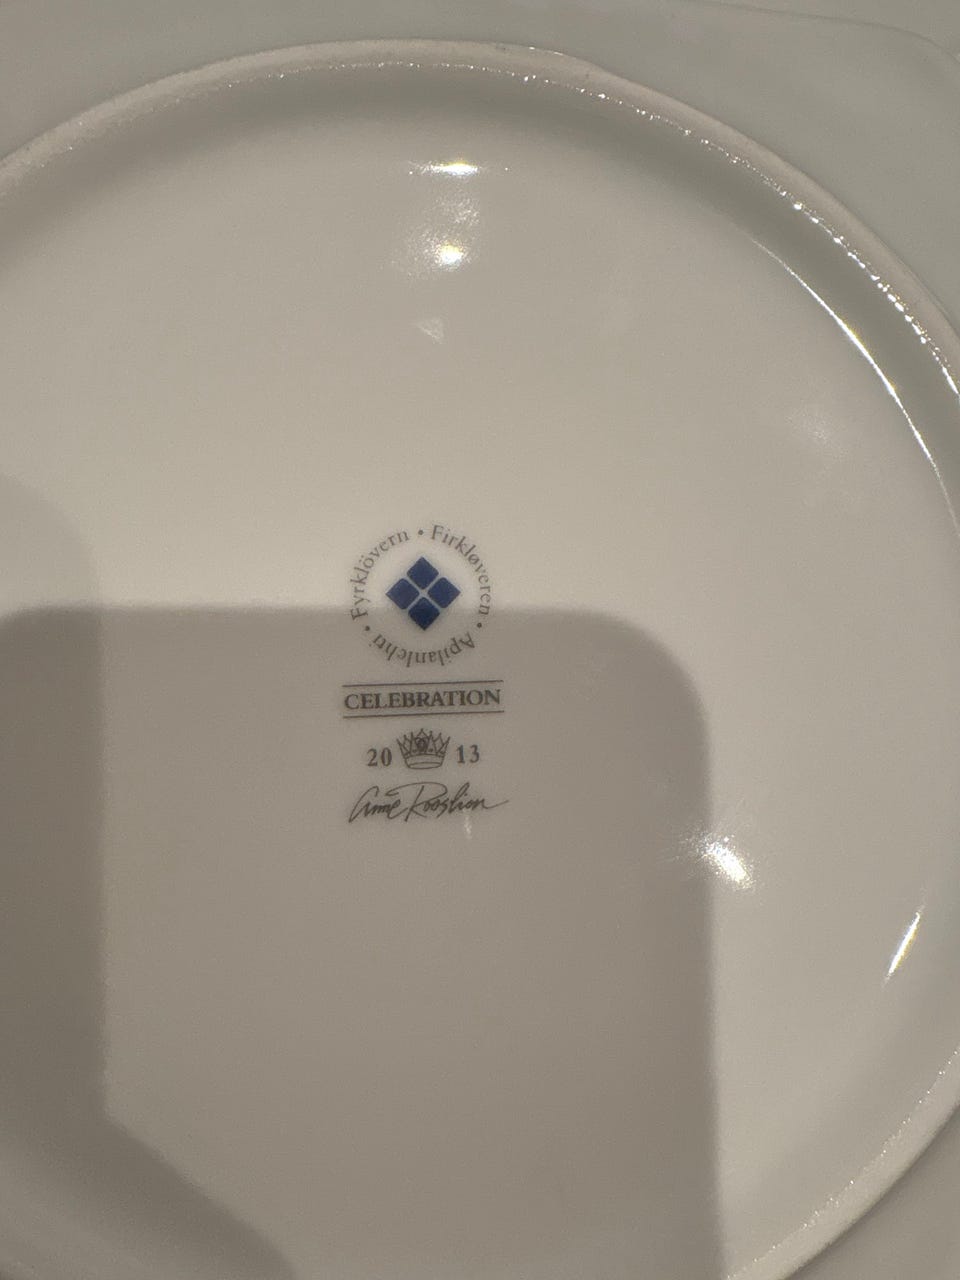 Fyrklövern • Firkløveren • Apilanlehti •
CELEBRATION
20 13